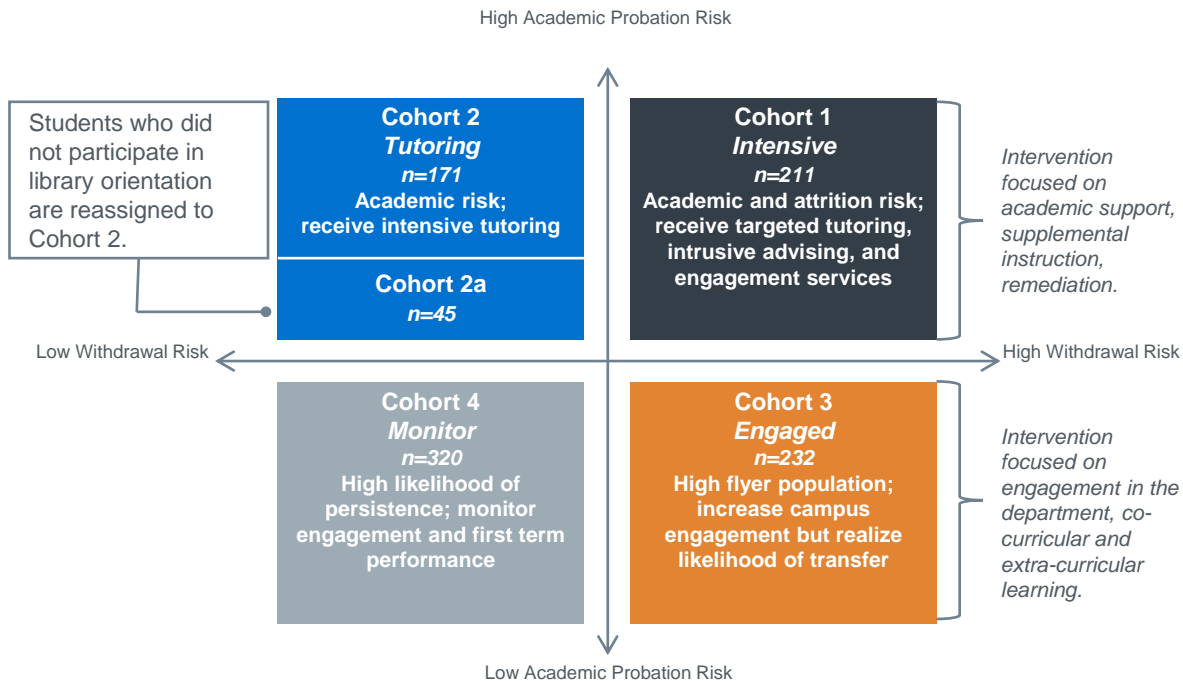 High Academic Probation Risk
Students who did
not participate in
library orientation
are reassigned to
Cohort 2.
Cohort 2
Tutoring
n=171
Academic risk;
receive intensive tutoring
Cohort 2a
n=45
Cohort 1
Intensive
n=211
Academic and attrition risk;
receive targeted tutoring,
intrusive advising, and
engagement services
Intervention
focused on
academic support,
supplemental
instruction,
remediation.
Low Withdrawal Risk
High Withdrawal Risk
Cohort 4
Monitor
n=320
High likelihood of
persistence; monitor
engagement and first term
performance
Cohort 3
Engaged
n=232
High flyer population;
increase campus
engagement but realize
likelihood of transfer
Intervention
focused on
engagement in the
department, co-
curricular and
extra-curricular
learning.
Low Academic Probation Risk